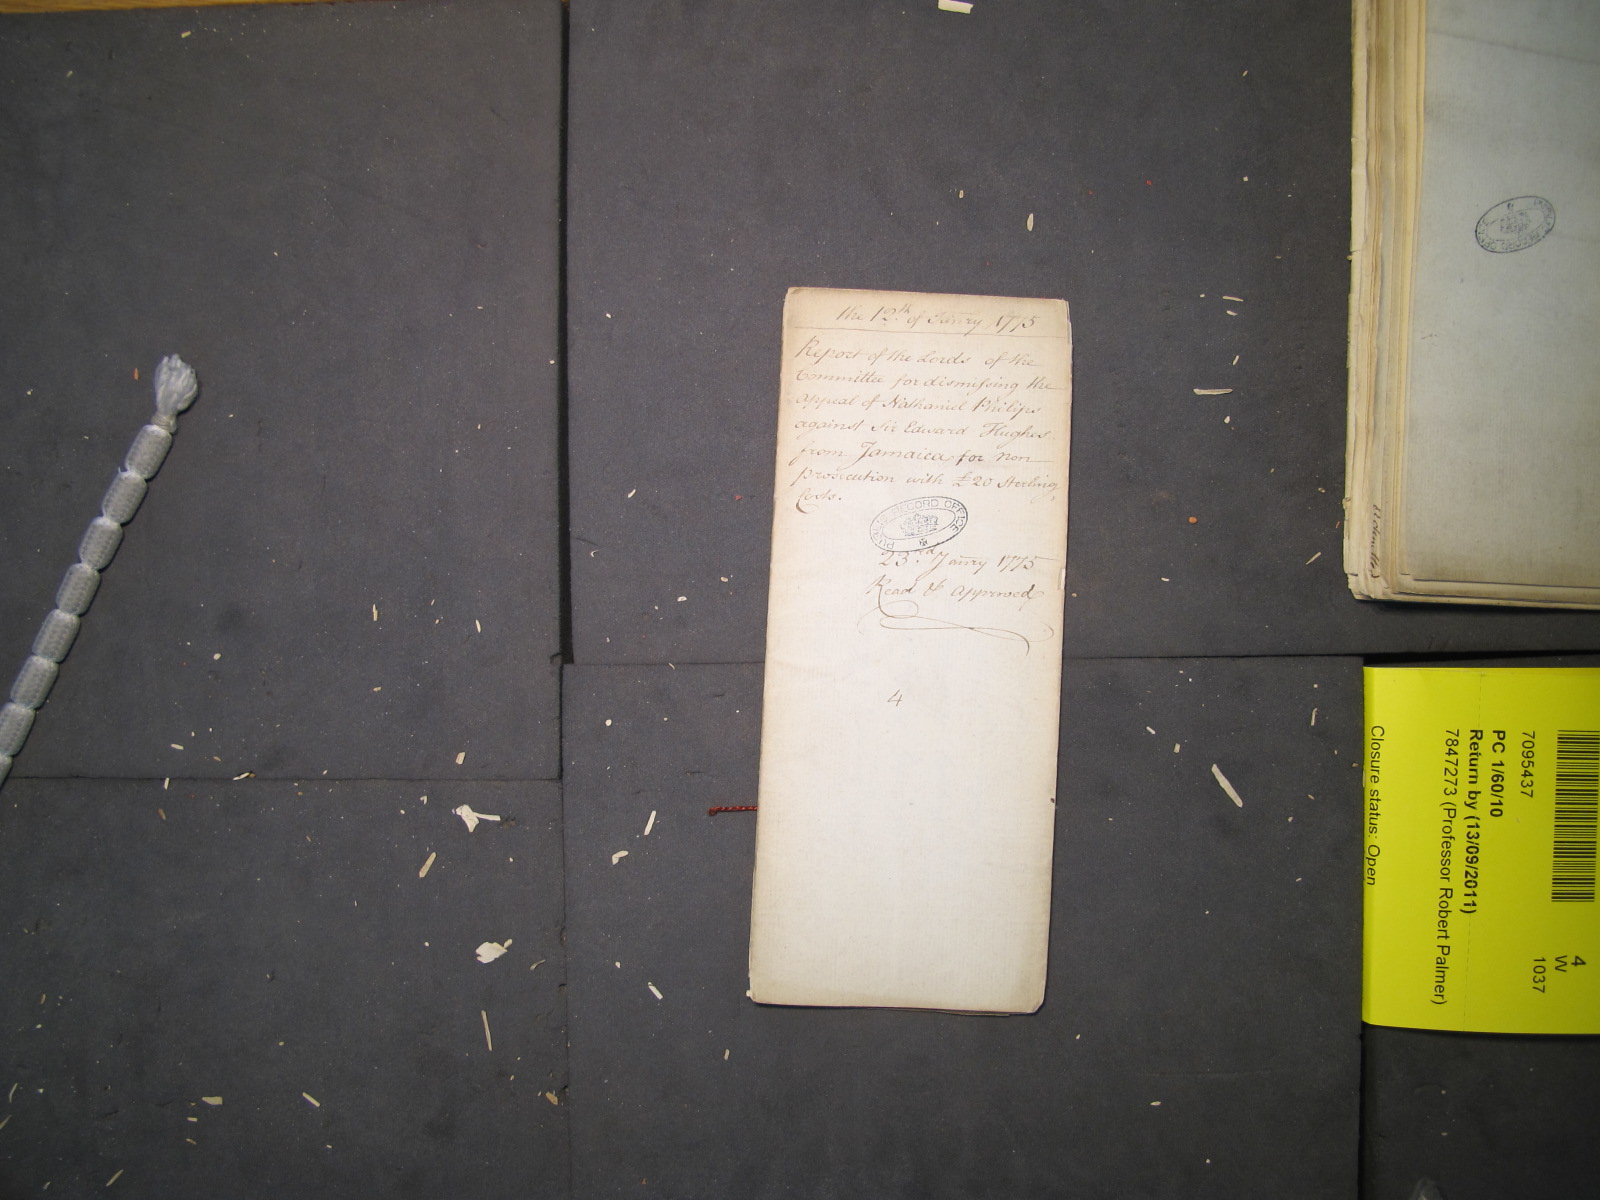 the 12th. of Janry 1775
Report of the Lords of the
Committee for dismissing the
Appeal of Nathaniel Philips
against Sir Edward Hughes
from Jamaica for non
prosecution with £20 Sterling
Costs.
PUBLIC RECORD OFFICE
23rd. Janry 1775
Read & Approved
4
7095437
PC 1/60/10
Return by (13/09/2011)
7847273 (Professor Robert Palmer)
Closure status: Open
4
W
1037